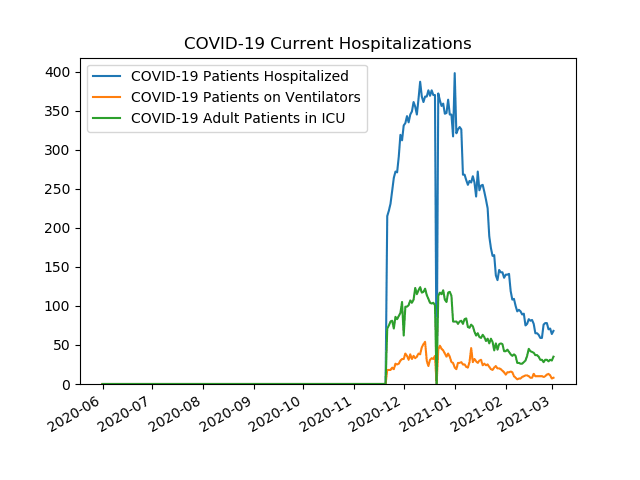 COVID-19 Current Hospitalizations
COVID-19 Patients Hospitalized
COVID-19 Patients on Ventilators
COVID-19 Adult Patients in ICU
400
350
300
250
200
150
100
50
0
2020-06 2020-07 2020-08 2020-09 2020-10 2020-11 2020-12 2021-01 2021-02 2021-03